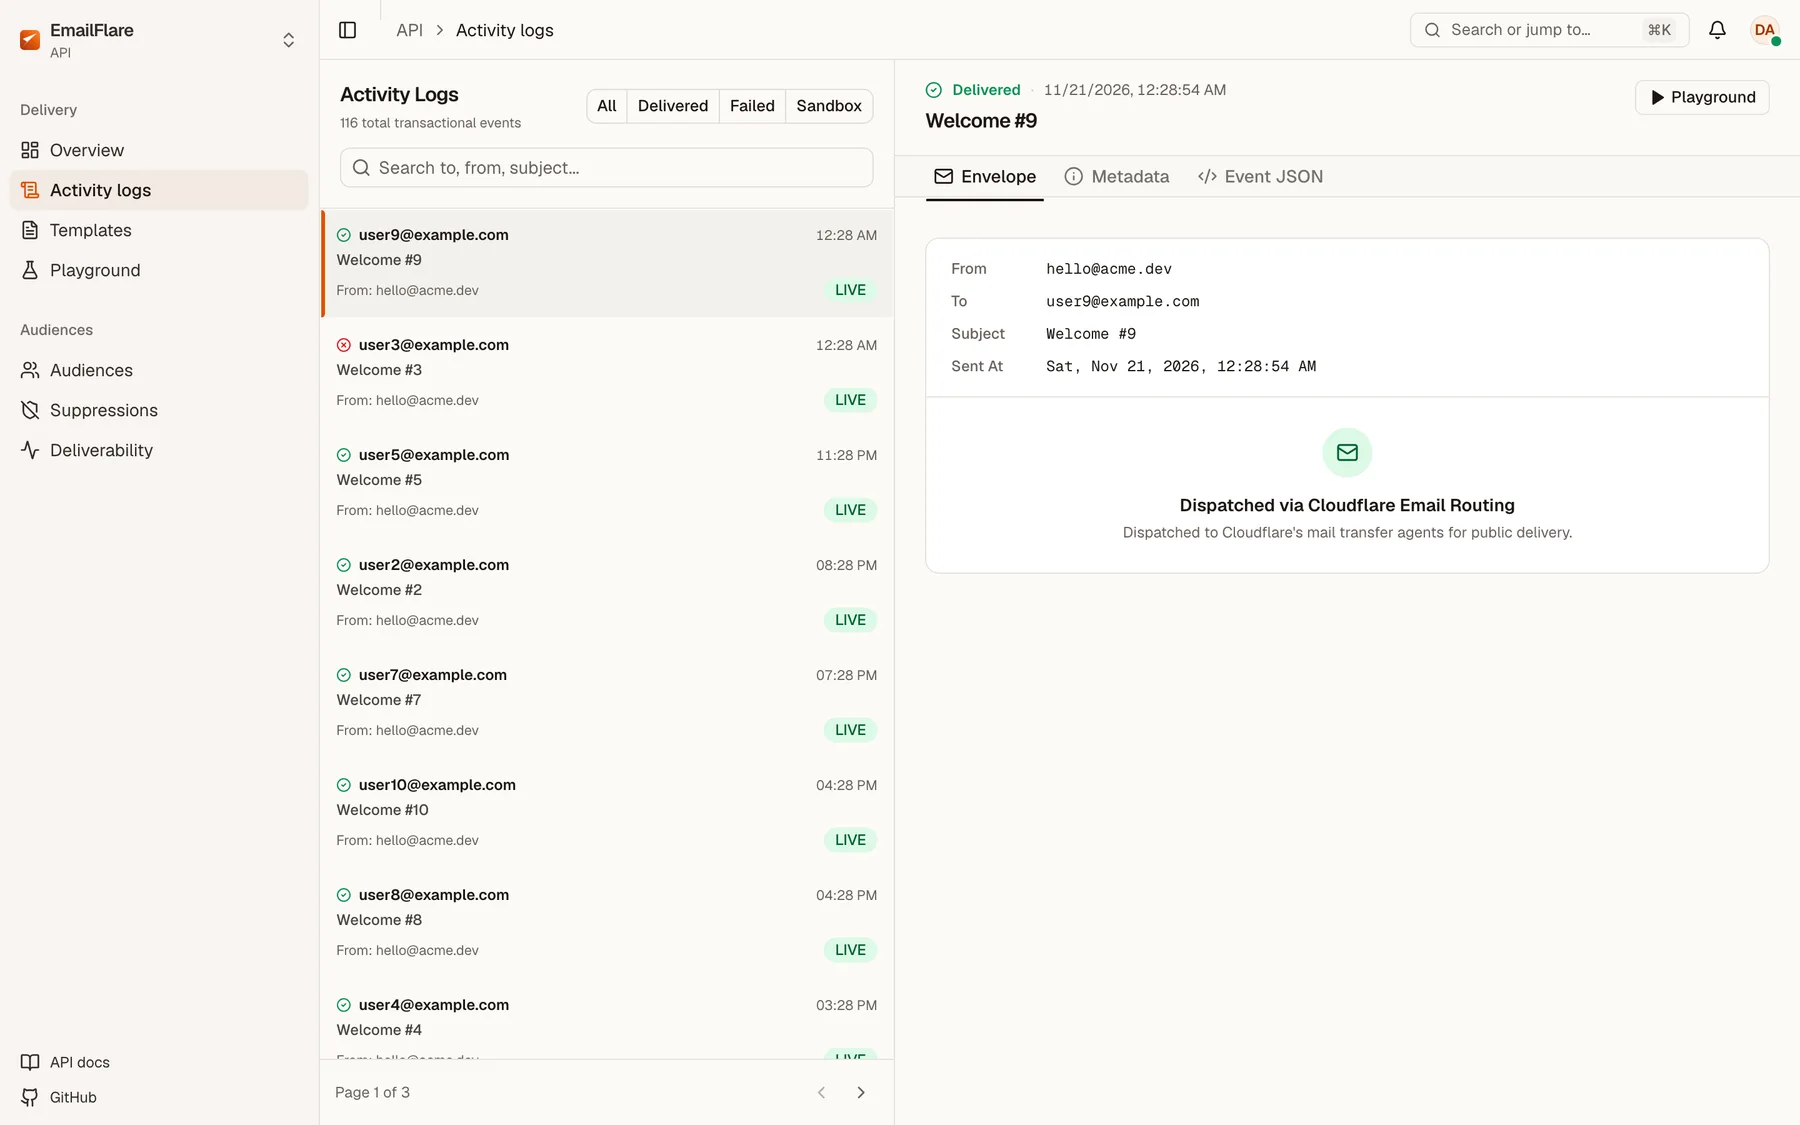 EmailFlare
API
Delivery
Overview
Activity logs
Templates
Playground
Audiences
Audiences
Suppressions
Deliverability
API docs
GitHub
API > Activity logs
Search or jump to... ⌘K
DA
Activity Logs
116 total transactional events
All Delivered Failed Sandbox
Search to, from, subject...
user9@example.com 12:28 AM
Welcome #9
From: hello@acme.dev LIVE
user3@example.com 12:28 AM
Welcome #3
From: hello@acme.dev LIVE
user5@example.com 11:28 PM
Welcome #5
From: hello@acme.dev LIVE
user2@example.com 08:28 PM
Welcome #2
From: hello@acme.dev LIVE
user7@example.com 07:28 PM
Welcome #7
From: hello@acme.dev LIVE
user10@example.com 04:28 PM
Welcome #10
From: hello@acme.dev LIVE
user8@example.com 04:28 PM
Welcome #8
From: hello@acme.dev LIVE
user4@example.com 03:28 PM
Welcome #4
From: hello@acme.dev LIVE
Page 1 of 3
Delivered · 11/21/2026, 12:28:54 AM
Welcome #9
Playground
Envelope Metadata Event JSON
From hello@acme.dev
To user9@example.com
Subject Welcome #9
Sent At Sat, Nov 21, 2026, 12:28:54 AM
Dispatched via Cloudflare Email Routing
Dispatched to Cloudflare's mail transfer agents for public delivery.